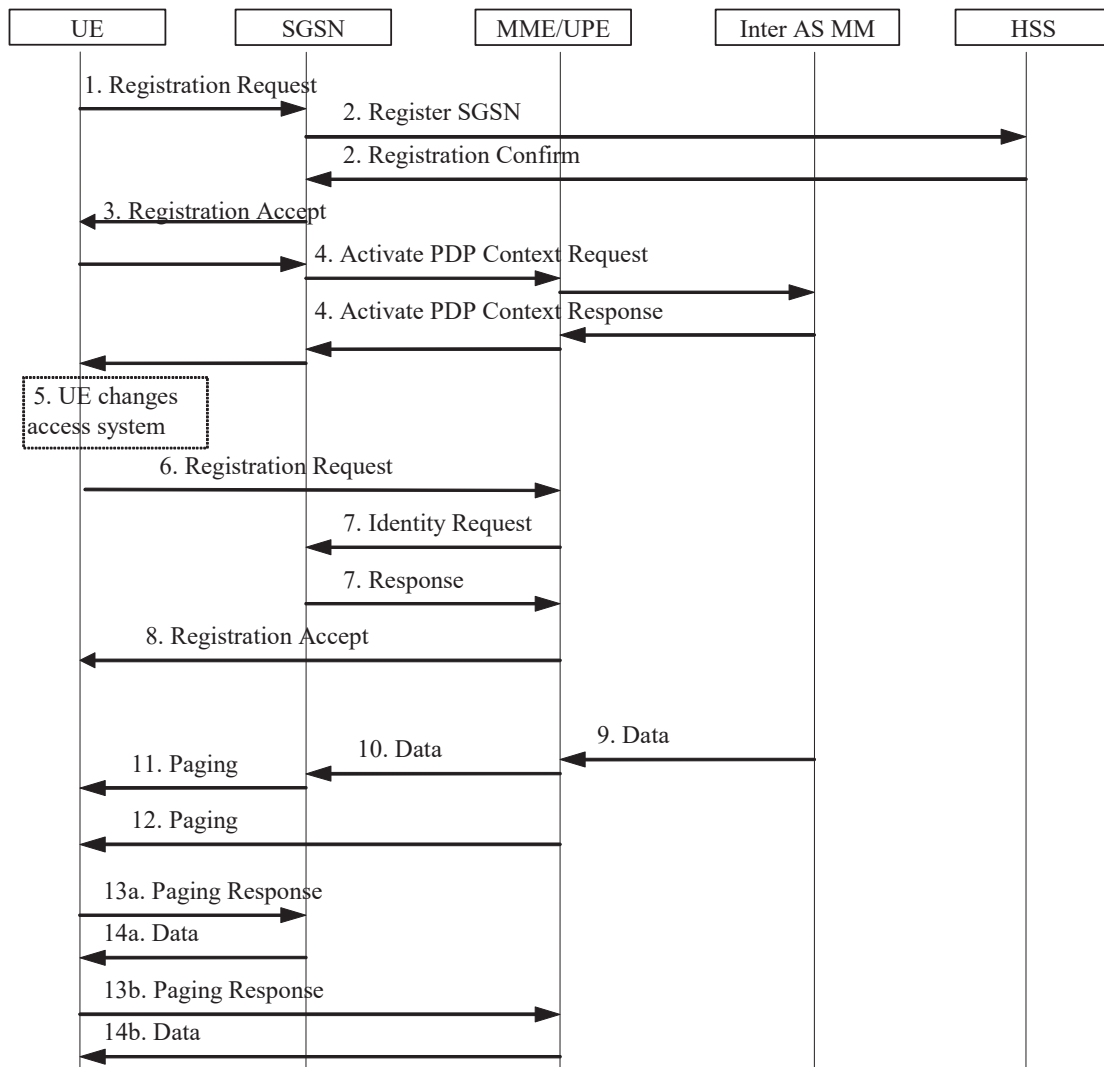 UE
SGSN
MME/UPE
Inter AS MM
HSS
1. Registration Request
2. Register SGSN
2. Registration Confirm
3. Registration Accept
4. Activate PDP Context Request
4. Activate PDP Context Response
5. UE changes
access system
6. Registration Request
7. Identity Request
7. Response
8. Registration Accept
9. Data
10. Data
11. Paging
12. Paging
13a. Paging Response
14a. Data
13b. Paging Response
14b. Data